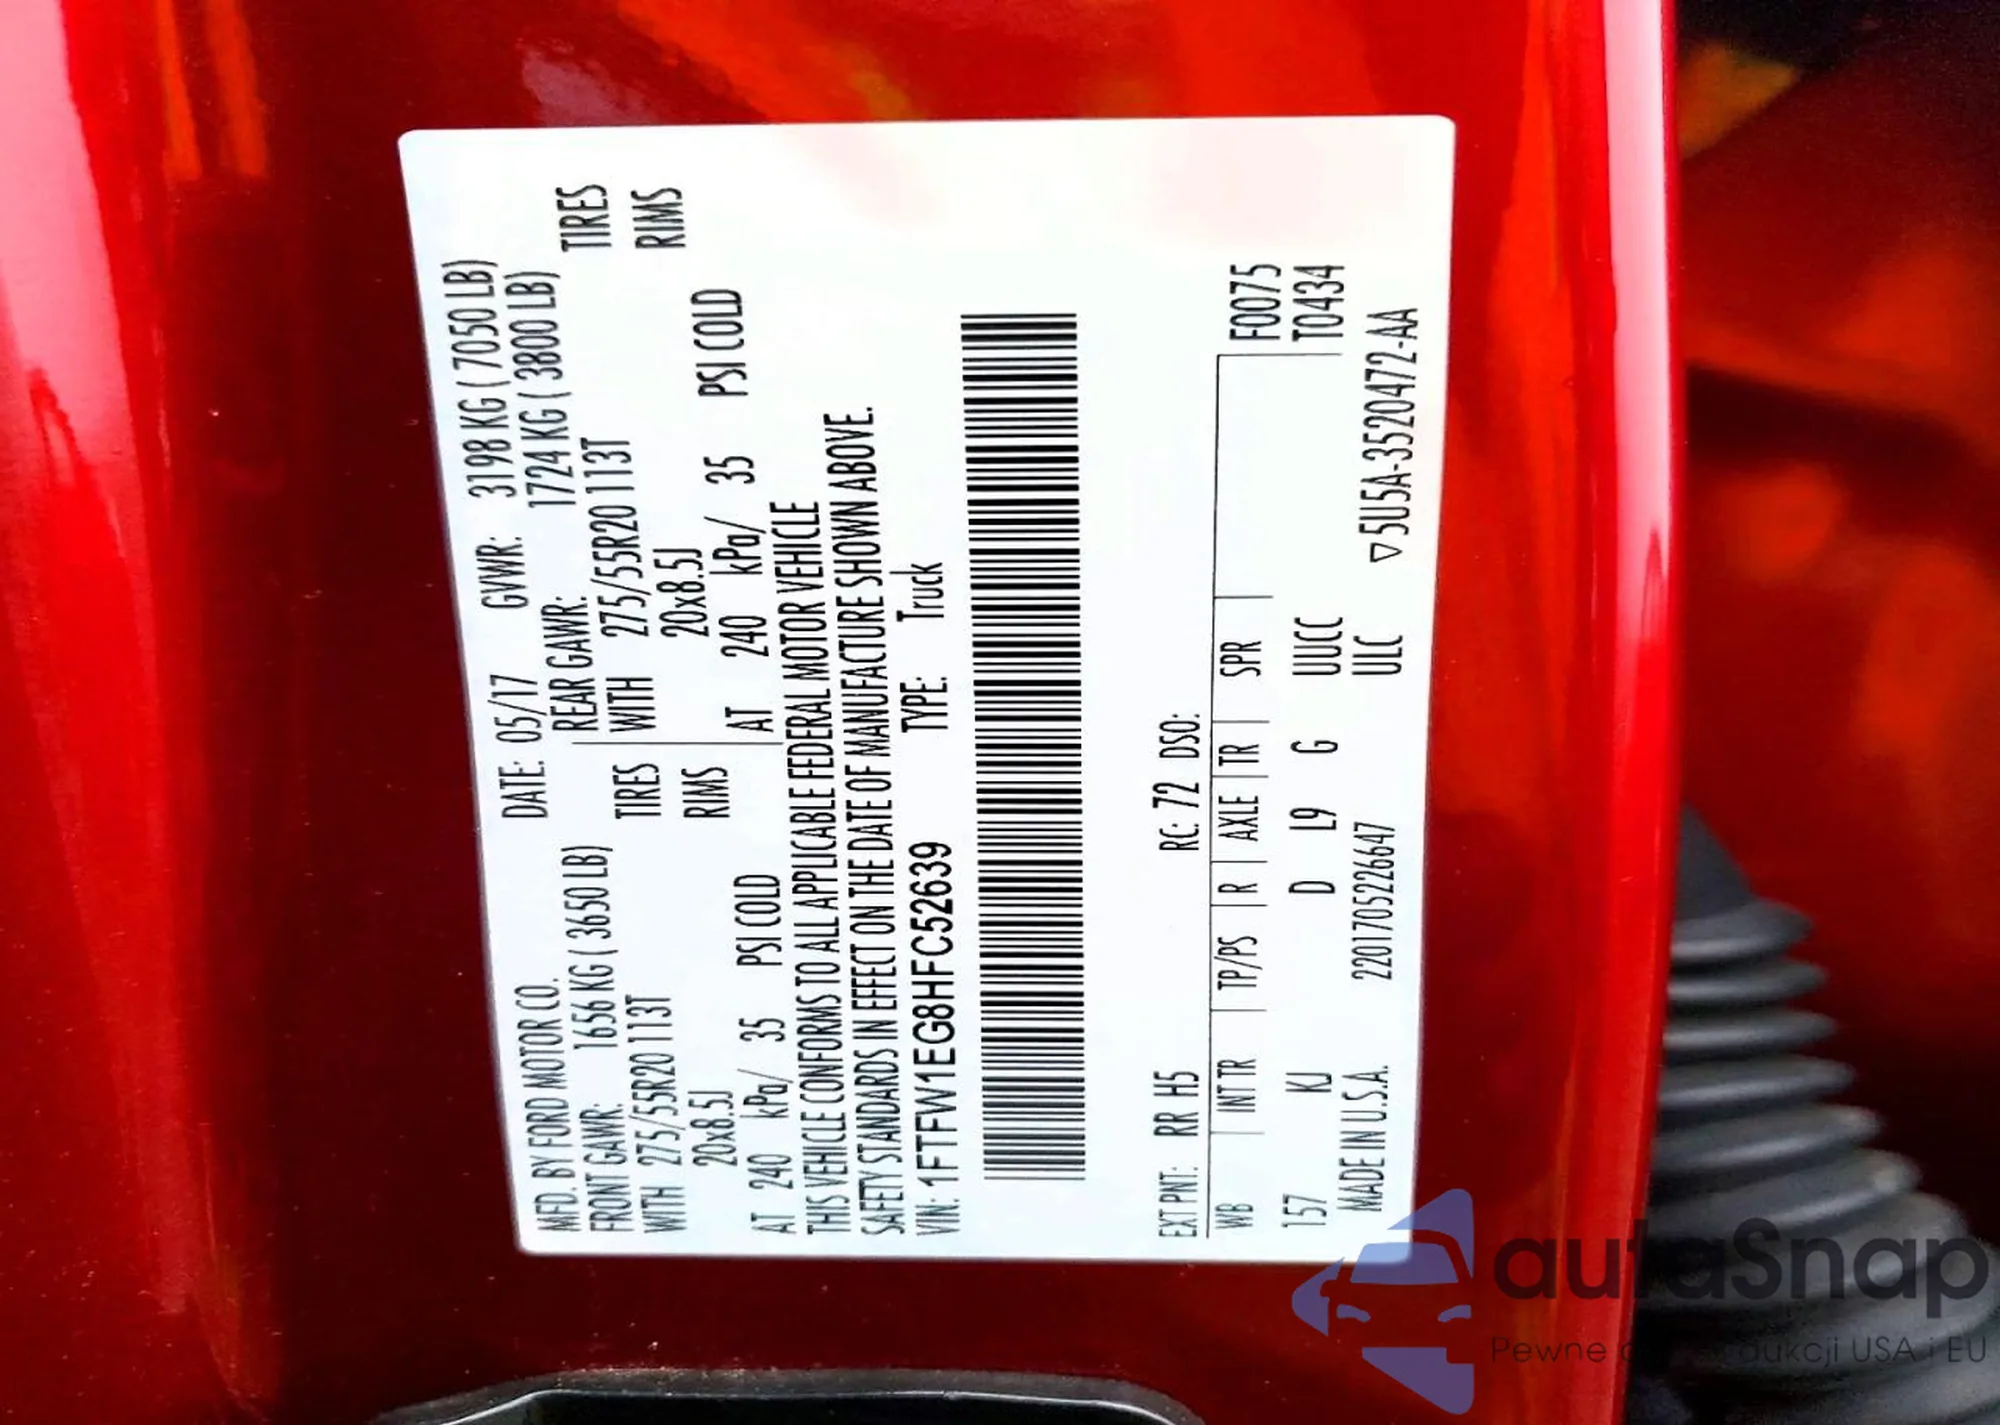 MFD. BY FORD MOTOR CO. DATE: 05/17 GVWR: 3198 KG ( 7050 LB)
FRONT GAWR: 1656 KG ( 3650 LB) REAR GAWR: 1724 KG ( 3800 LB)
WITH 275/55R20 113T TIRES WITH 275/55R20 113T TIRES
20x8.5J RIMS 20x8.5J RIMS
AT 240 kPa/ 35 PSI COLD AT 240 kPa/ 35 PSI COLD
THIS VEHICLE CONFORMS TO ALL APPLICABLE FEDERAL MOTOR VEHICLE
SAFETY STANDARDS IN EFFECT ON THE DATE OF MANUFACTURE SHOWN ABOVE.
VIN: 1FTFW1EG8HFC52639 TYPE: Truck
EXT PNT: RR H5 RC: 72 DSO:
WB | INT TR | TP/PS | R | AXLE | TR | SPR F0075
157 KJ D L9 G UUCC T0434
MADE IN U.S.A. 2201705226647 ULC ▽5U5A-3520472-AA
autaSnap
Pewne USA i EU